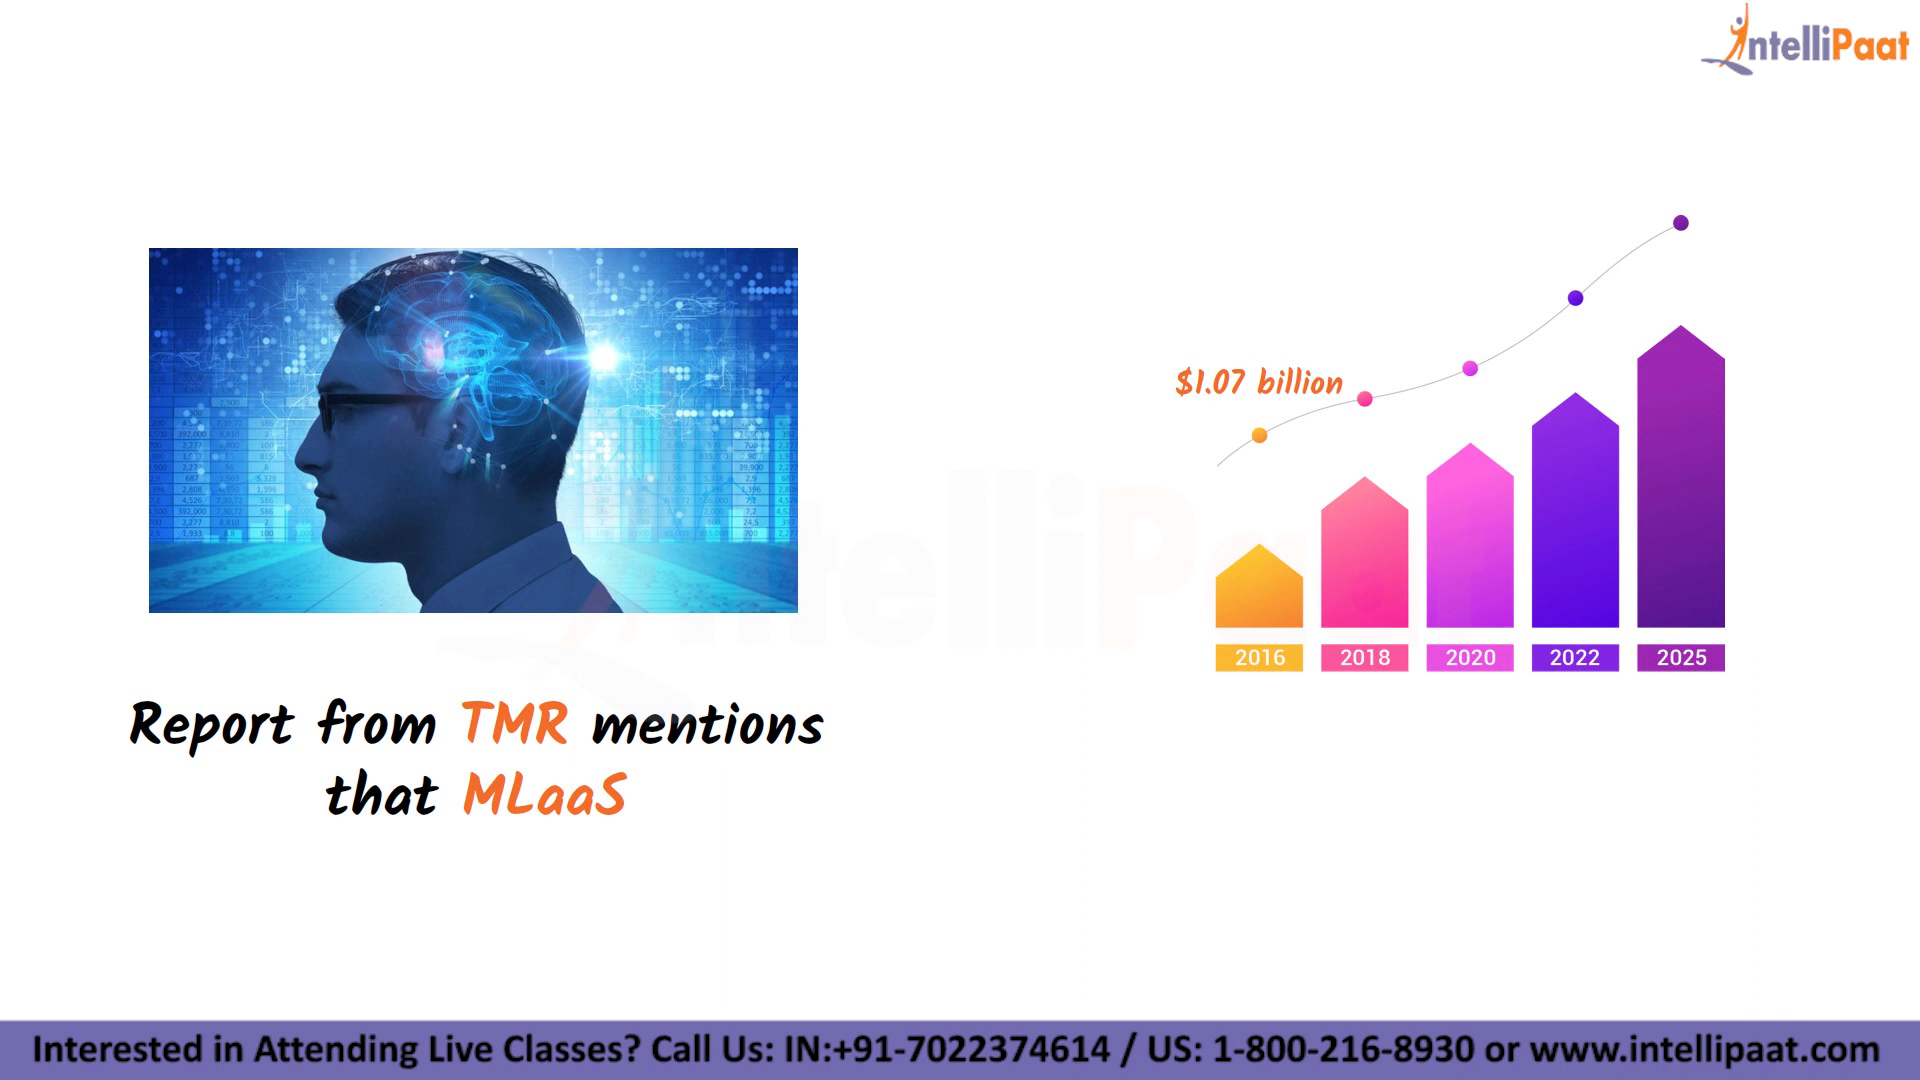 IntelliPaat
$1.07 billion
2016 2018 2020 2022 2025
Report from TMR mentions
that MLaaS
Interested in Attending Live Classes? Call Us: IN:+91-7022374614 / US: 1-800-216-8930 or www.intellipaat.com